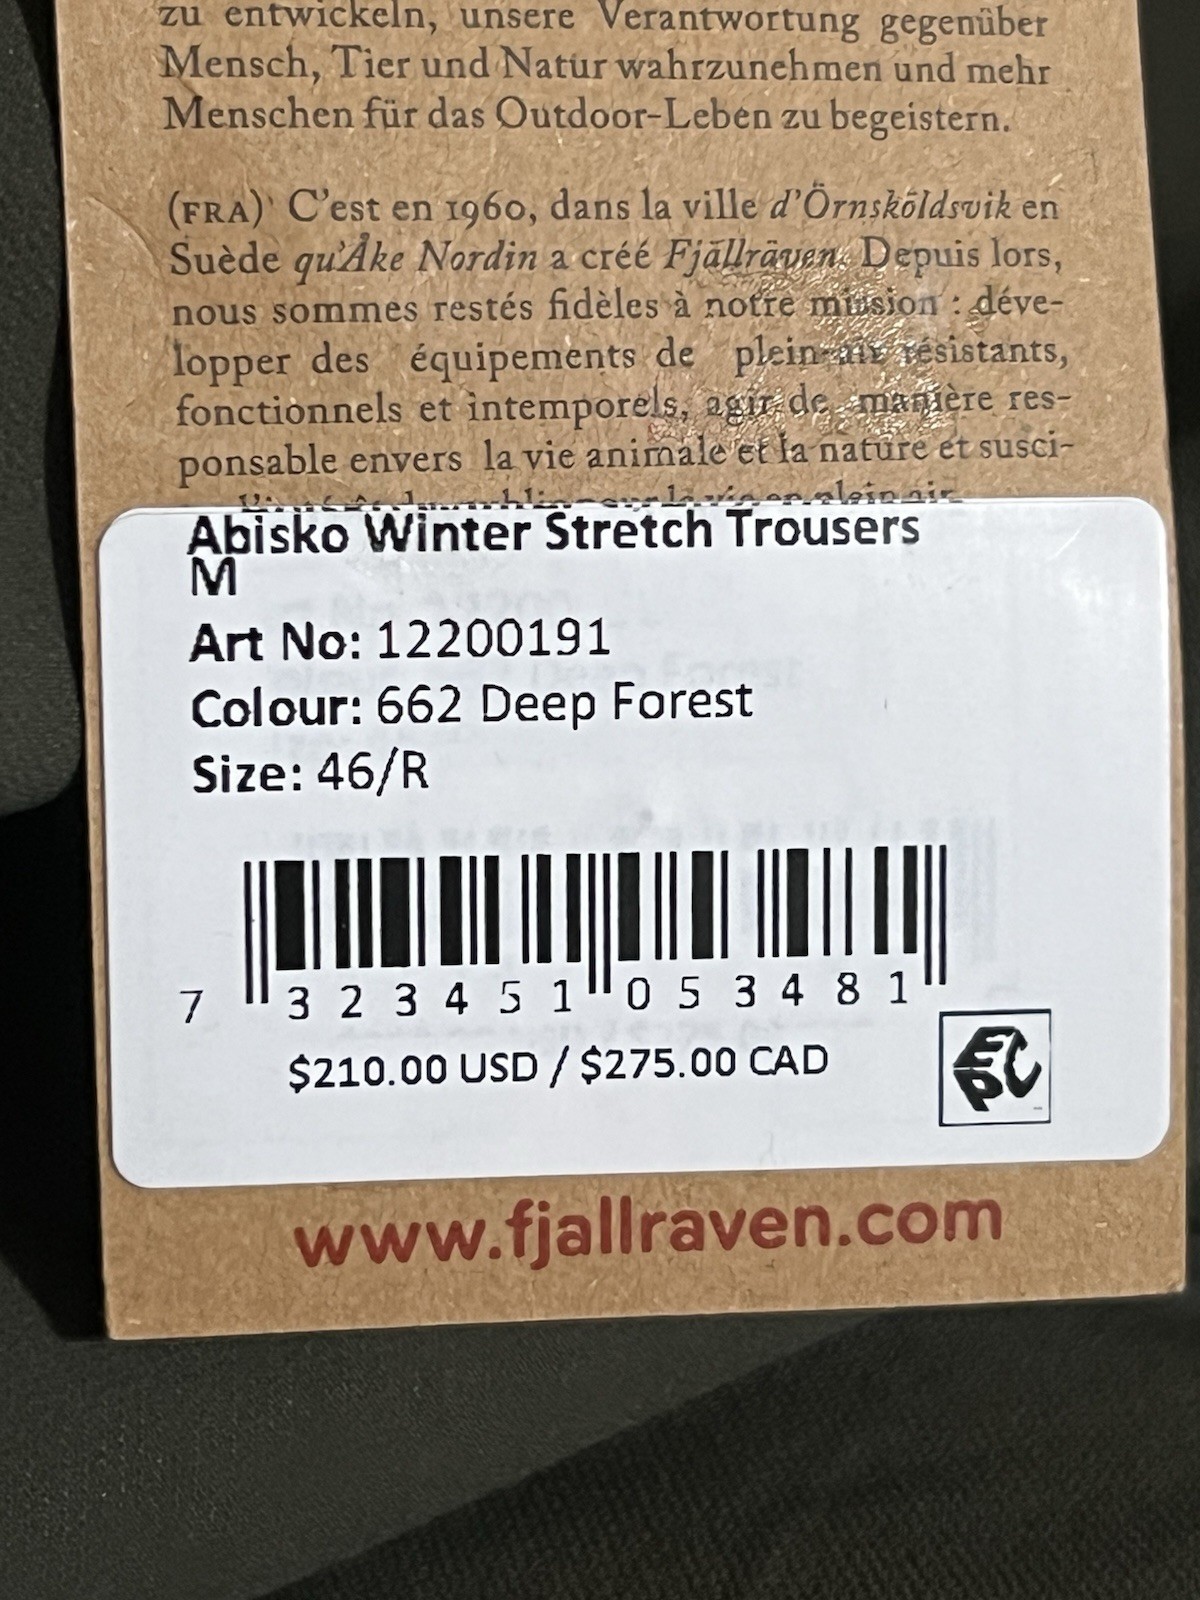 zu entwickeln, unsere Verantwortung gegenüber
Mensch, Tier und Natur wahrzunehmen und mehr
Menschen für das Outdoor-Leben zu begeistern.
(FRA) C'est en 1960, dans la ville d'Örnsköldsvik en
Suède qu'Åke Nordin a créé Fjällräven. Depuis lors,
nous sommes restés fidèles à notre mission : déve-
lopper des équipements de plein-air résistants,
fonctionnels et intemporels, agir de manière res-
ponsable envers la vie animale et la nature et susci-
Abisko Winter Stretch Trousers
M
Art No: 12200191
Colour: 662 Deep Forest
Size: 46/R
7 323451 053481
$210.00 USD / $275.00 CAD
EPC
www.fjallraven.com